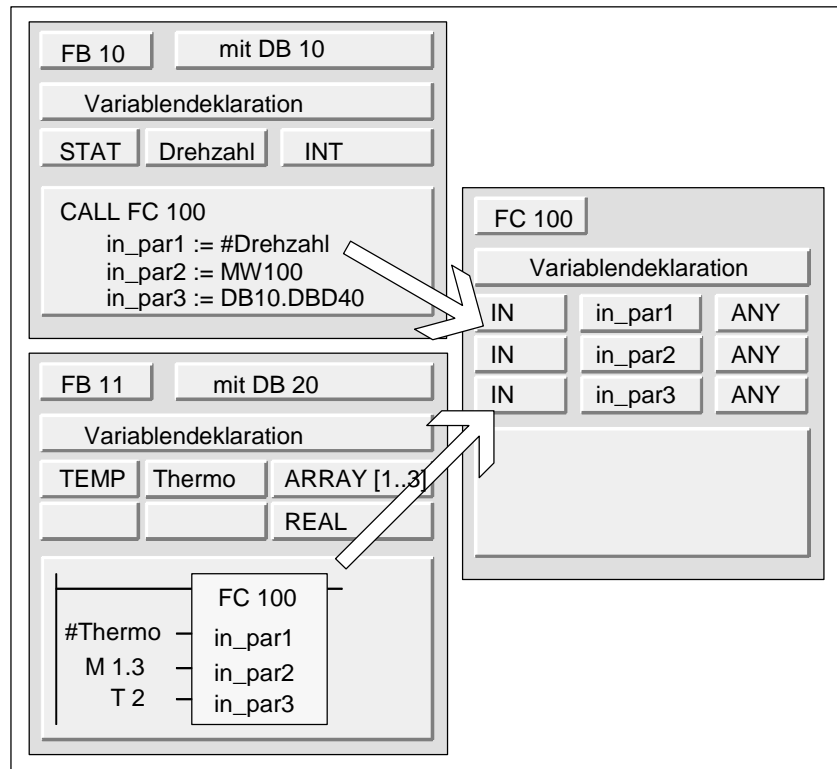 FB 10 mit DB 10
Variablendeklaration
STAT Drehzahl INT
CALL FC 100
in_par1 := #Drehzahl
in_par2 := MW100
in_par3 := DB10.DBD40
FB 11 mit DB 20
Variablendeklaration
TEMP Thermo ARRAY [1..3]
REAL
FC 100
#Thermo in_par1
M 1.3 in_par2
T 2 in_par3
FC 100
Variablendeklaration
IN in_par1 ANY
IN in_par2 ANY
IN in_par3 ANY